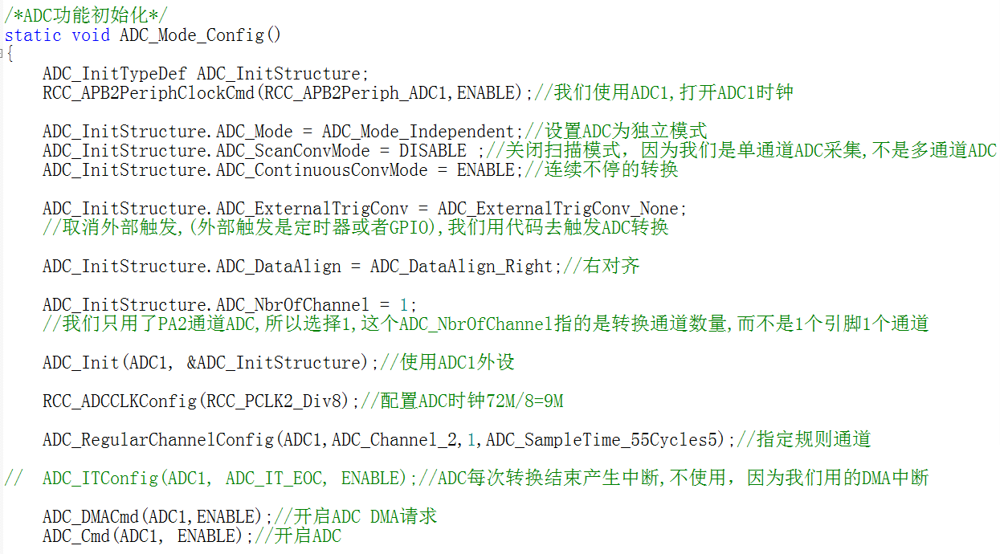 /*ADC功能初始化*/
static void ADC_Mode_Config()
{
ADC_InitTypeDef ADC_InitStructure;
RCC_APB2PeriphClockCmd(RCC_APB2Periph_ADC1,ENABLE);//我们使用ADC1,打开ADC1时钟
ADC_InitStructure.ADC_Mode = ADC_Mode_Independent;//设置ADC为独立模式
ADC_InitStructure.ADC_ScanConvMode = DISABLE ;//关闭扫描模式，因为我们是单通道ADC采集,不是多通道ADC
ADC_InitStructure.ADC_ContinuousConvMode = ENABLE;//连续不停的转换
ADC_InitStructure.ADC_ExternalTrigConv = ADC_ExternalTrigConv_None;
//取消外部触发,(外部触发是定时器或者GPIO),我们用代码去触发ADC转换
ADC_InitStructure.ADC_DataAlign = ADC_DataAlign_Right;//右对齐
ADC_InitStructure.ADC_NbrOfChannel = 1;
//我们只用了PA2通道ADC,所以选择1,这个ADC_NbrOfChannel指的是转换通道数量,而不是1个引脚1个通道
ADC_Init(ADC1, &ADC_InitStructure);//使用ADC1外设
RCC_ADCCLKConfig(RCC_PCLK2_Div8);//配置ADC时钟72M/8=9M
ADC_RegularChannelConfig(ADC1,ADC_Channel_2,1,ADC_SampleTime_55Cycles5);//指定规则通道
// ADC_ITConfig(ADC1, ADC_IT_EOC, ENABLE);//ADC每次转换结束产生中断,不使用，因为我们用的DMA中断
ADC_DMACmd(ADC1,ENABLE);//开启ADC DMA请求
ADC_Cmd(ADC1, ENABLE);//开启ADC